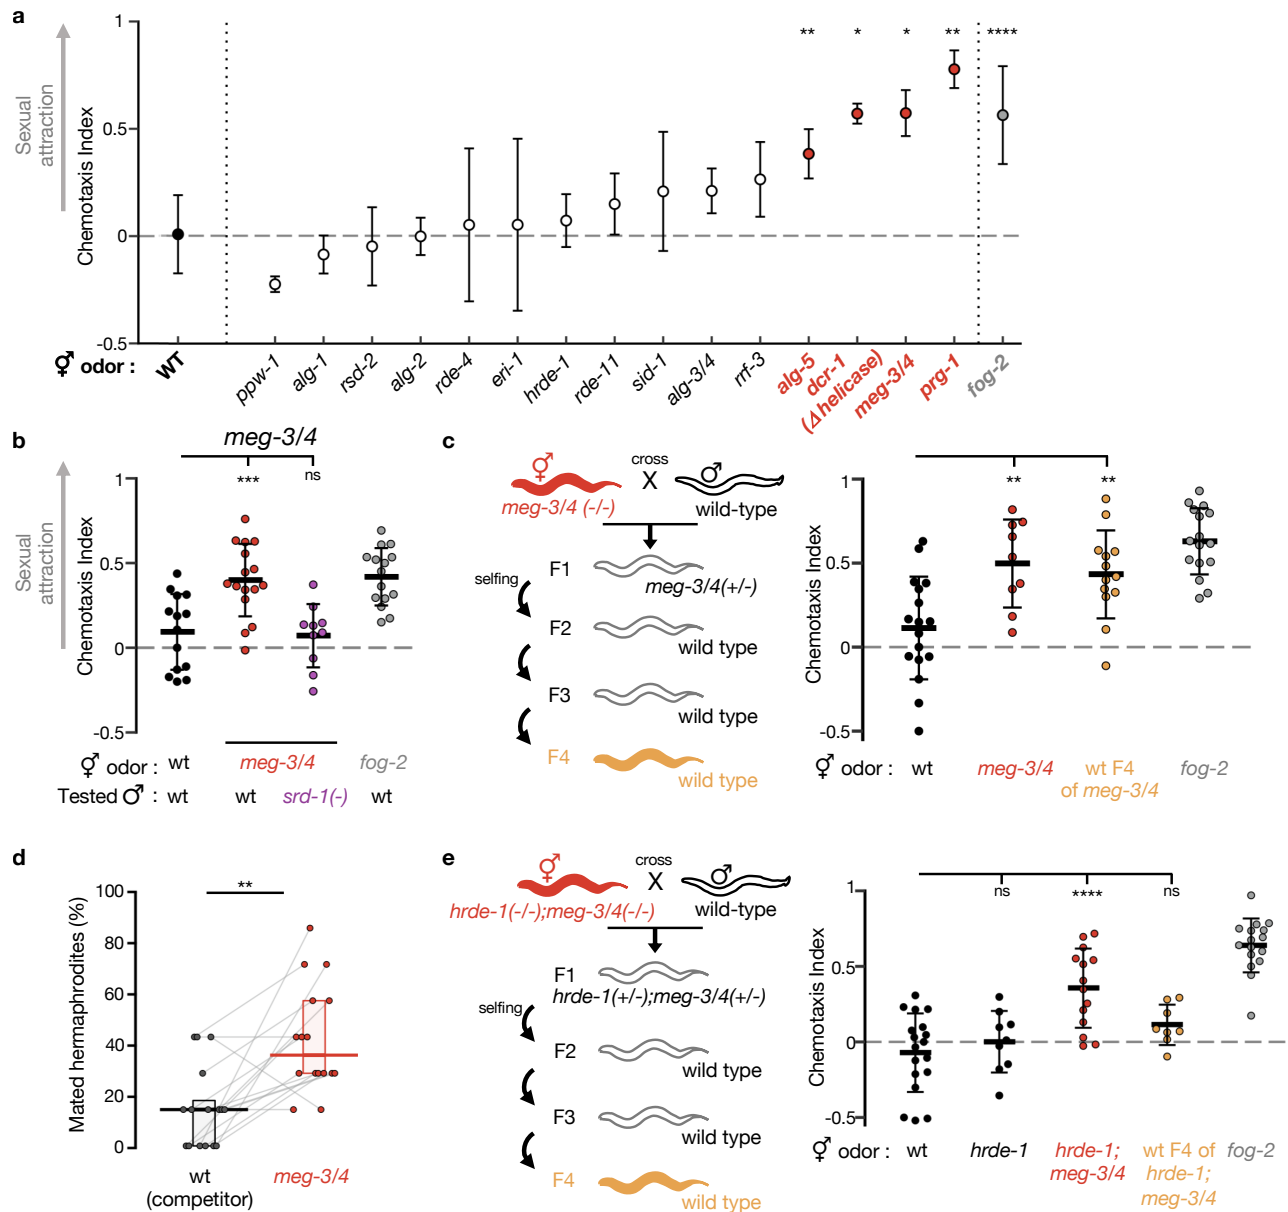 a
Sexual
attraction
Chemotaxis Index
1
0.5
0
-0.5
** * * ** ****
⚥ odor :
WT
ppw-1
alg-1
rsd-2
alg-2
rde-4
eri-1
hrde-1
rde-11
sid-1
alg-3/4
rrf-3
alg-5
dcr-1
(Δhelicase)
meg-3/4
prg-1
fog-2
b
meg-3/4
*** ns
Sexual
attraction
Chemotaxis Index
1
0.5
0
-0.5
⚥ odor : wt meg-3/4 fog-2
Tested ♂ : wt wt srd-1(-) wt
c
cross
X
meg-3/4 (-/-)
wild-type
F1
meg-3/4(+/-)
selfing
F2
wild type
F3
wild type
F4
wild type
** **
Chemotaxis Index
1
0.5
0
-0.5
⚥ odor : wt meg-3/4 wt F4 fog-2
of meg-3/4
d
**
Mated hermaphrodites (%)
100
80
60
40
20
0
wt meg-3/4
(competitor)
e
cross
X
hrde-1(-/-);meg-3/4(-/-)
wild-type
F1
hrde-1(+/-);meg-3/4(+/-)
selfing
F2
wild type
F3
wild type
F4
wild type
ns **** ns
Chemotaxis Index
1
0.5
0
-0.5
⚥ odor : wt hrde-1 hrde-1; wt F4 of fog-2
meg-3/4 hrde-1;
meg-3/4